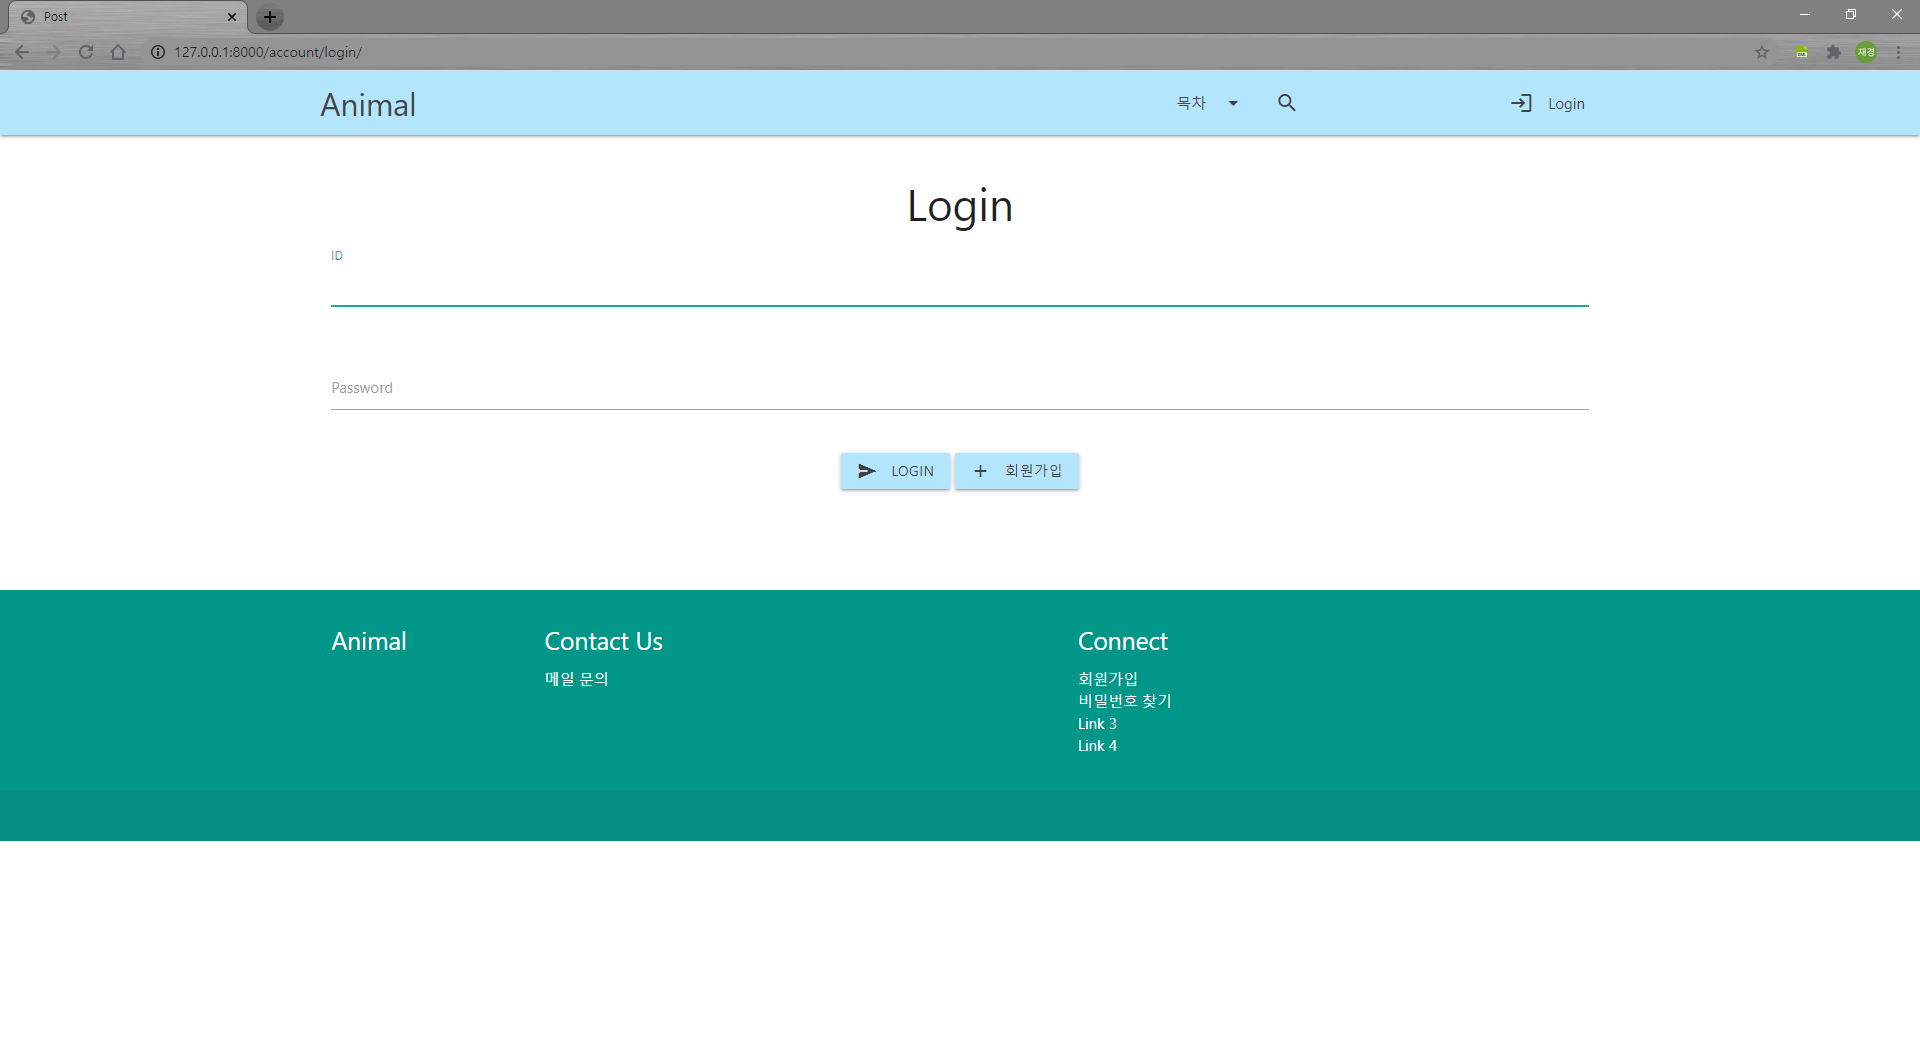 Post
127.0.0.1:8000/account/login/
재경
Animal
목차
Login
Login
ID
Password
LOGIN
회원가입
Animal
Contact Us
메일 문의
Connect
회원가입
비밀번호 찾기
Link 3
Link 4